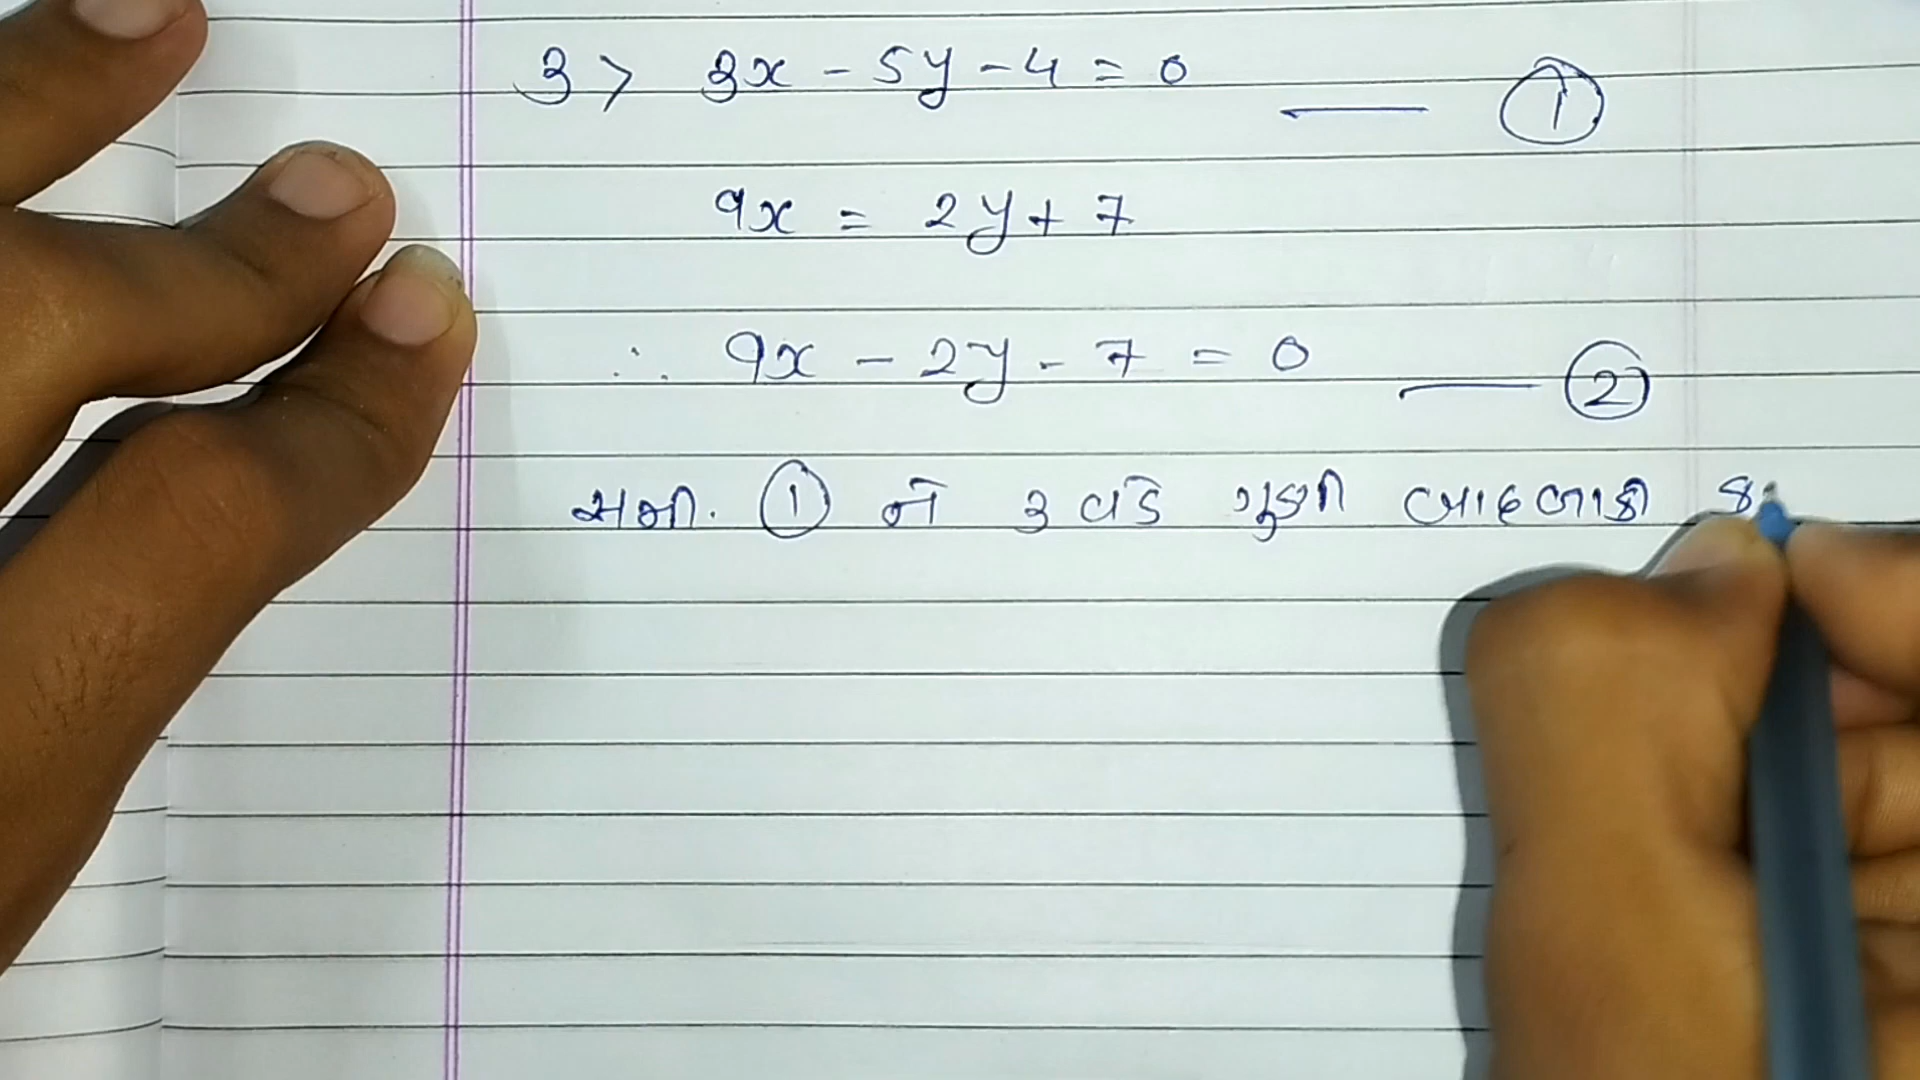 3 > 3x - 5y - 4 = 0 —— ①
9x = 2y + 7
∴ 9x - 2y - 7 = 0 —— ②
સમી. ① ને 3 વડે ગુણી બાદબાકી ક